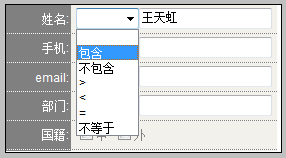 姓名: 王天虹
包含
不包含
>
<
=
不等于
手机:
email:
部门:
国籍: